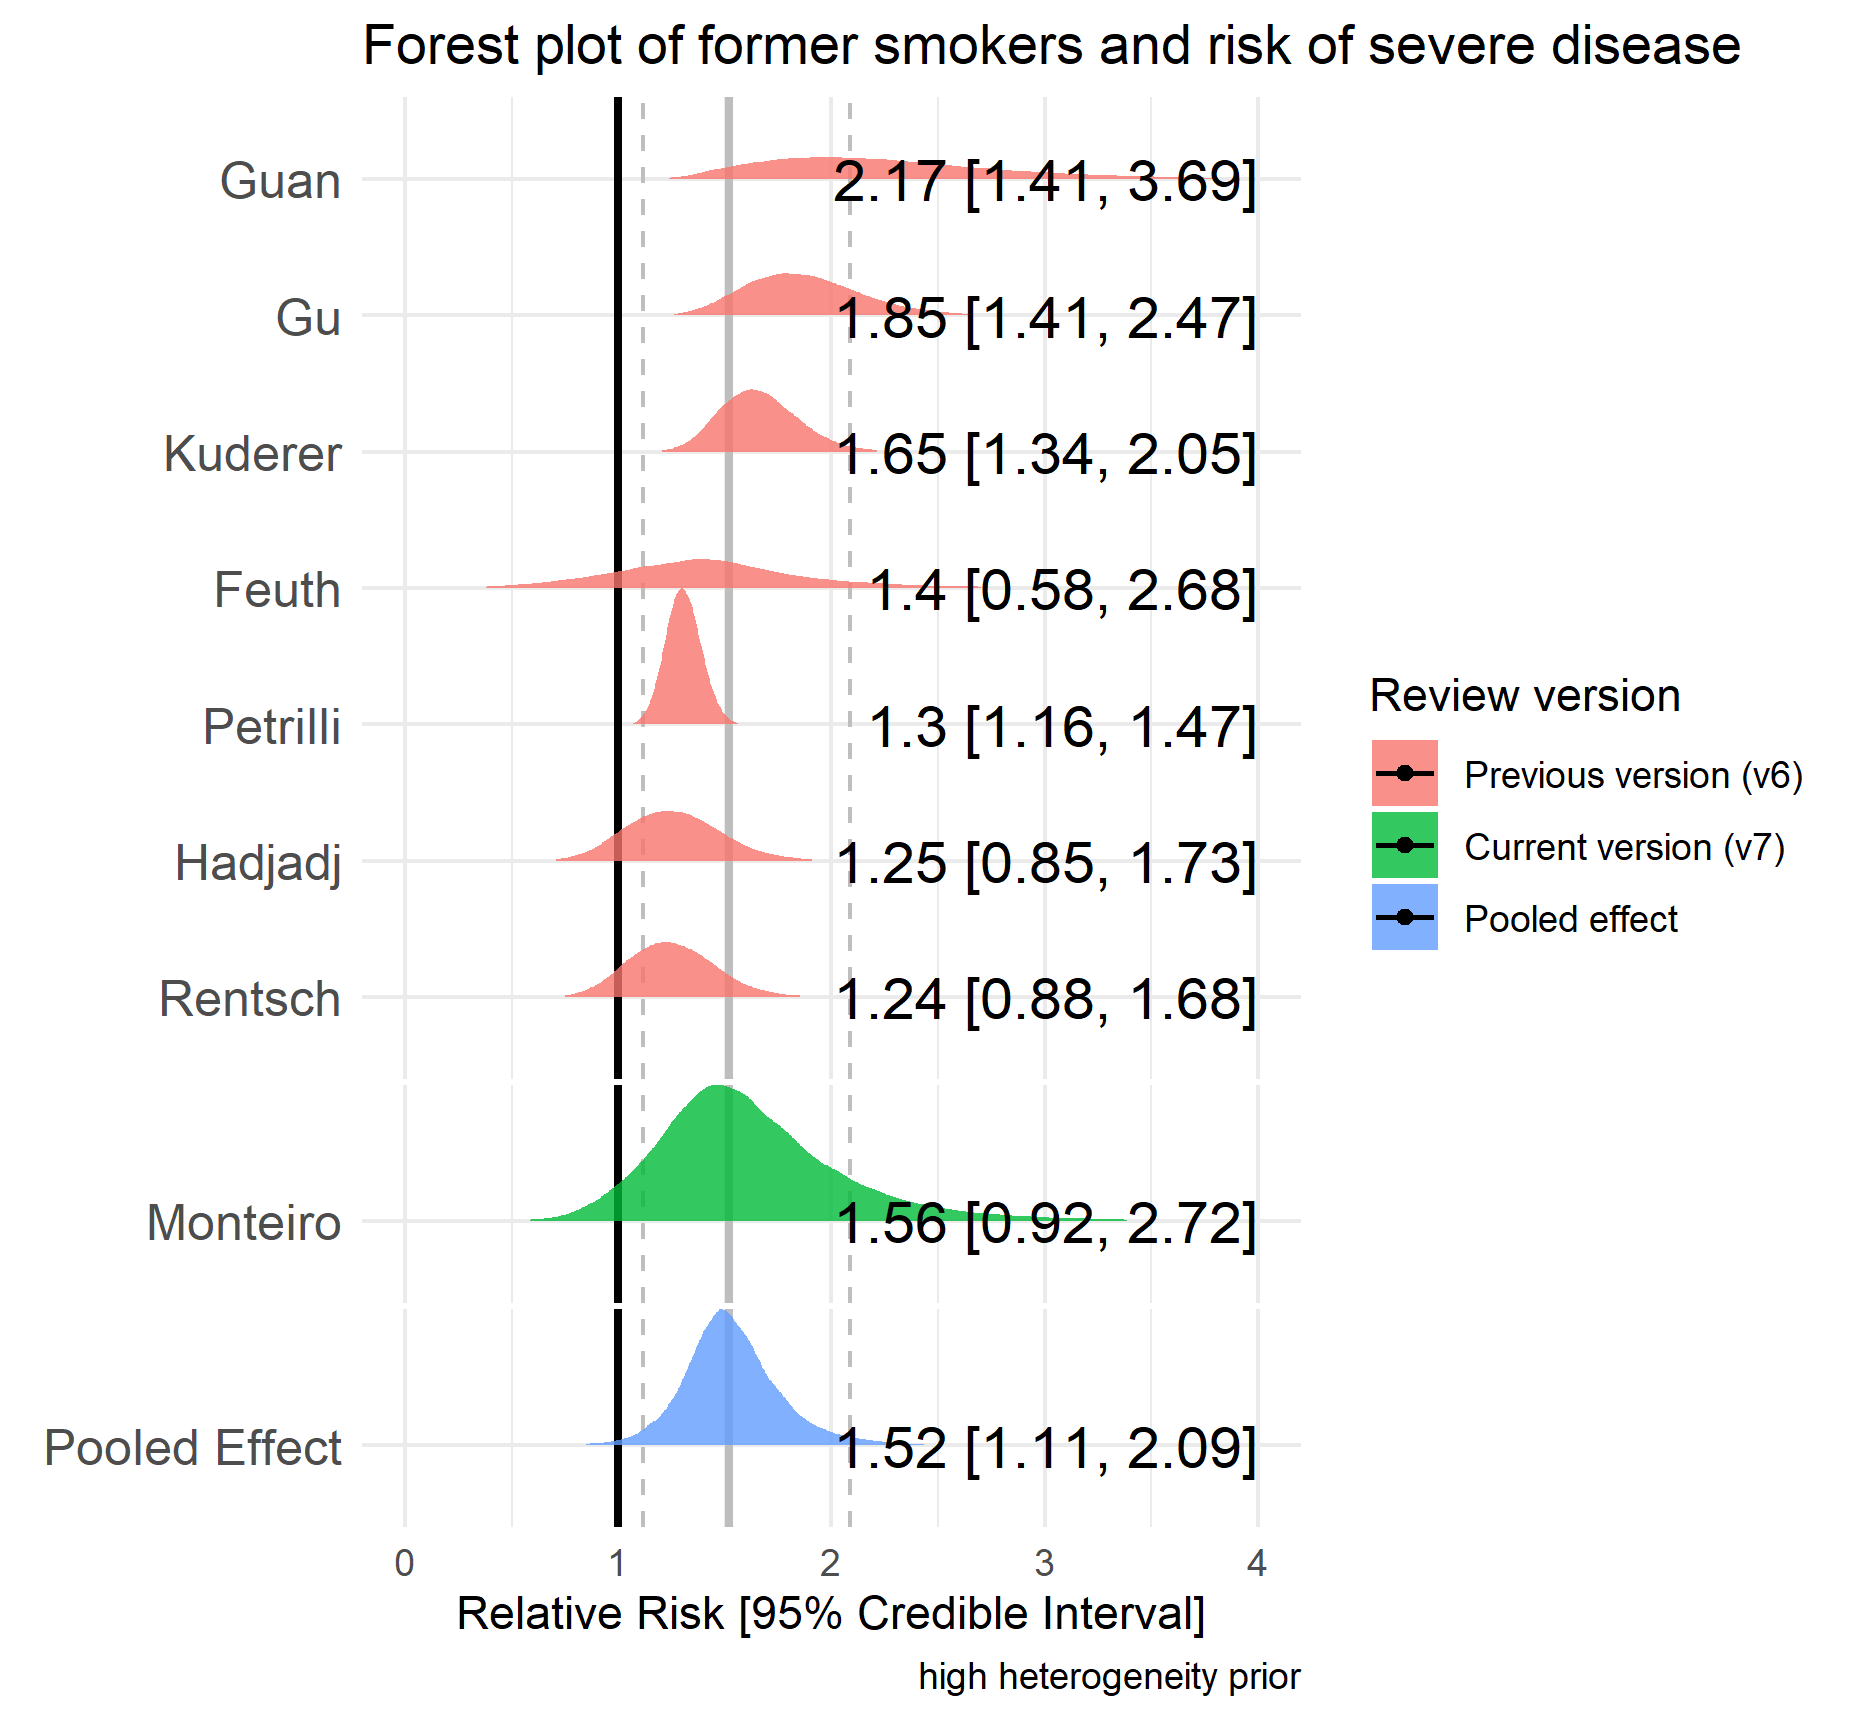 Forest plot of former smokers and risk of severe disease
Guan 2.17 [1.41, 3.69]
Gu 1.85 [1.41, 2.47]
Kuderer 1.65 [1.34, 2.05]
Feuth 1.4 [0.58, 2.68]
Petrilli 1.3 [1.16, 1.47]
Hadjadj 1.25 [0.85, 1.73]
Rentsch 1.24 [0.88, 1.68]
Monteiro 1.56 [0.92, 2.72]
Pooled Effect 1.52 [1.11, 2.09]
0 1 2 3 4
Relative Risk [95% Credible Interval]
high heterogeneity prior
Review version
Previous version (v6)
Current version (v7)
Pooled effect